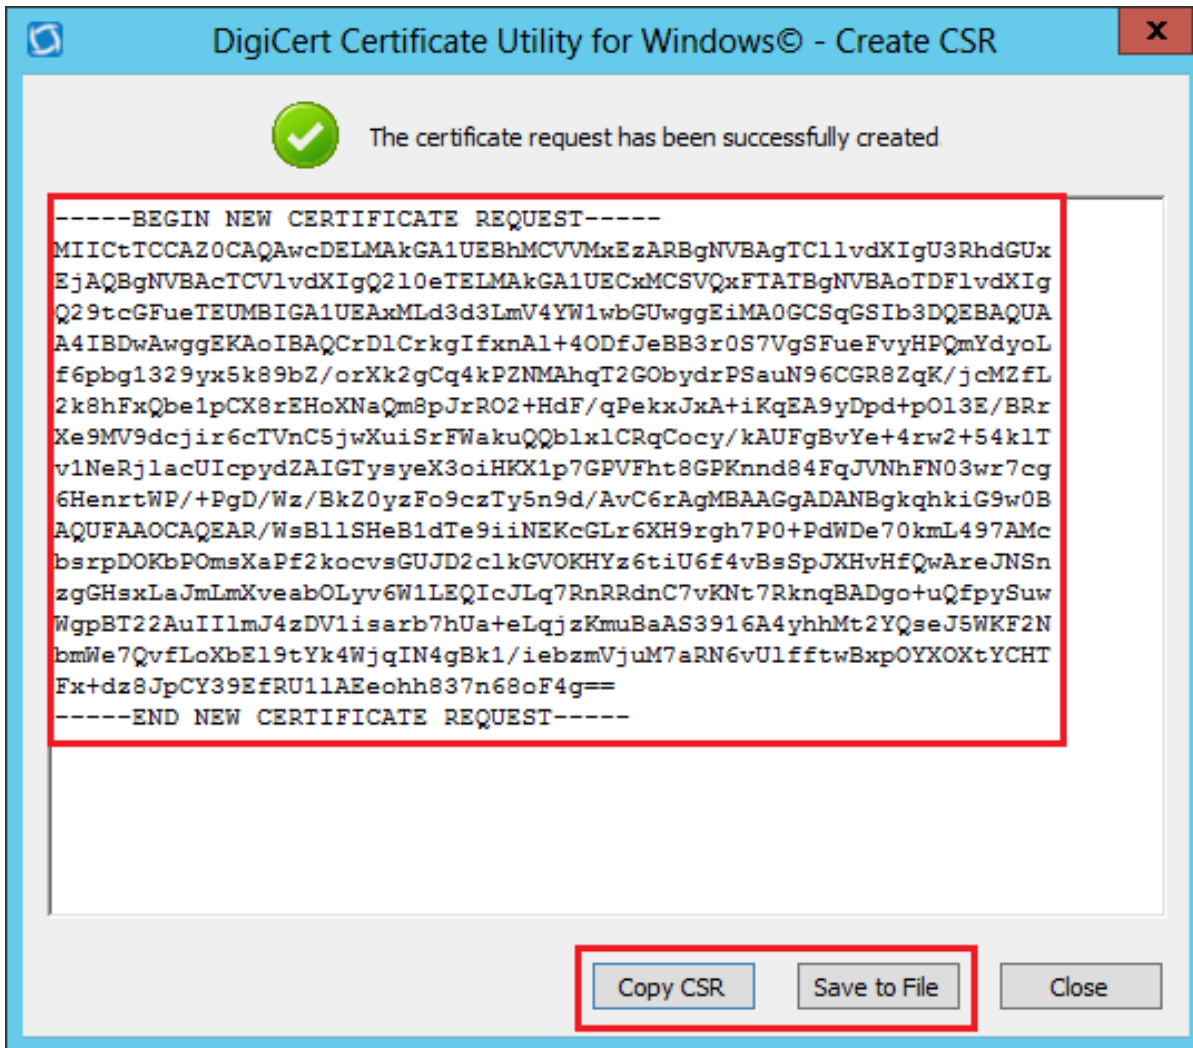 DigiCert Certificate Utility for Windows© - Create CSR
x
The certificate request has been successfully created.
-----BEGIN NEW CERTIFICATE REQUEST-----
MIICtTCCAZ0CAQAwcDELMAkGA1UEBhMCVVMxEzARBgNVBAgTCllvdXIgU3RhdGUx
EjAQBgNVBAcTCVlvdXIgQ2l0eTELMAkGA1UECxMCSVQxFTATBgNVBAoTDFlvdXIg
Q29tcGFueTEUMBIGA1UEAxMLd3d3LmV4YW1wbGUwggEiMA0GCSqGSIb3DQEBAQUA
A4IBDwAwggEKAoIBAQCrDlCrkgIfxnAl+4ODfJeBB3r0S7VgSFueFvyHPQmYdyoL
f6pbg1329yx5k89bZ/orXk2gCq4kPZNMAhqT2GObydrPSauN96CGR8ZqK/jcMZfL
2k8hFxQbe1pCX8rEHoXNaQm8pJrRO2+HdF/qPekxJxA+iKqEA9yDpd+pOl3E/BRr
Xe9MV9dcjir6cTVnC5jwXuiSrFWakuQQblxlCRqCocy/kAUFgBvYe+4rw2+54klT
v1NeRjlacUIcpydZAIGTysyeX3oiHKX1p7GPVFht8GPKnnd84FqJVNhFN03wr7cg
6HenrtWP/+PgD/Wz/BkZ0yzFo9czTy5n9d/AvC6rAgMBAAGgADANBgkqhkiG9w0B
AQUFAAOCAQEAR/WsBllSHeB1dTe9iiNEKcGLr6XH9rgh7P0+PdWDe70kmL497AMc
bsrpDOKbPOmsXaPf2kocvsGUJD2clkGVOKHYz6tiU6f4vBsSpJXHvHfQwAreJNSn
zgGHsxLaJmLmXveabOLyv6W1LEQIcJLq7RnRRdnC7vKNt7RknqBADgo+uQfpySuw
WgpBT22AuIIlmJ4zDV1isarb7hUa+eLqjzKmuBaAS3916A4yhhMt2YQseJ5WKF2N
bmWe7QvfLoXbEl9tYk4WjqIN4gBk1/iebzmVjuM7aRN6vUlfftwBxpOYXOXtYCHT
Fx+dz8JpCY39EfRU1lAEeohh837n68oF4g==
-----END NEW CERTIFICATE REQUEST-----
Copy CSR
Save to File
Close